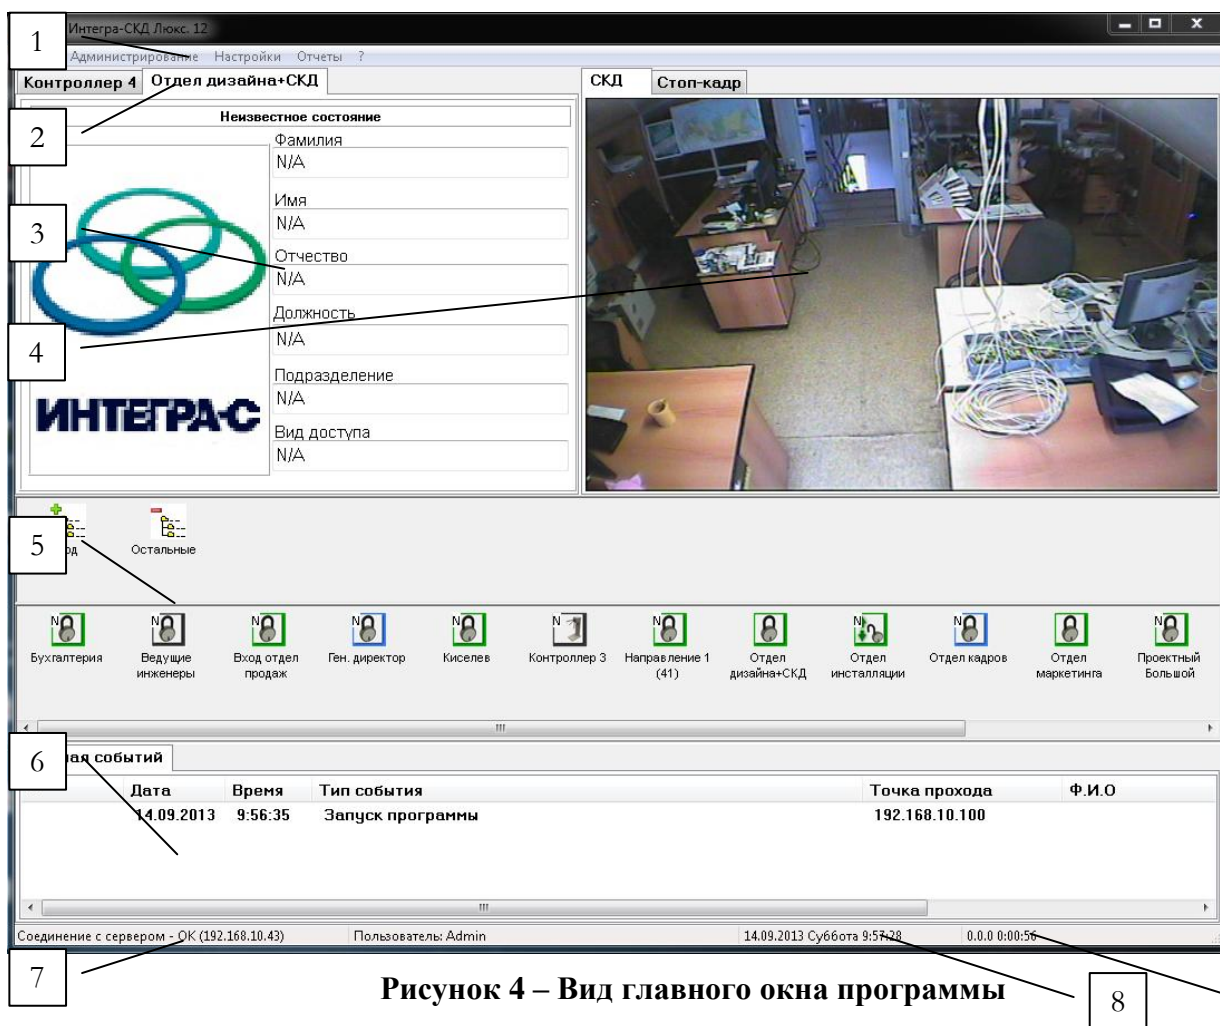 1
Интегра-СКД Люкс. 12
Администрирование Настройки Отчеты ?
Контроллер 4 Отдел дизайна+СКД
СКД Стоп-кадр
2
Неизвестное состояние
Фамилия
N/A
Имя
N/A
3
Отчество
N/A
Должность
4
N/A
Подразделение
N/A
ИНТЕГРА-С
Вид доступа
N/A
5
Остальные
Бухгалтерия
Ведущие инженеры
Вход отдел продаж
Ген. директор
Киселев
Контроллер 3
Направление 1 (41)
Отдел дизайна+СКД
Отдел инсталляции
Отдел кадров
Отдел маркетинга
Проектный Большой
6
событий
Дата Время Тип события Точка прохода Ф.И.О
14.09.2013 9:56:35 Запуск программы 192.168.10.100
Соединение с сервером - OK (192.168.10.43) Пользователь: Admin 14.09.2013 Суббота 9:57:28 0.0.0 0:00:56
7
Рисунок 4 – Вид главного окна программы
8